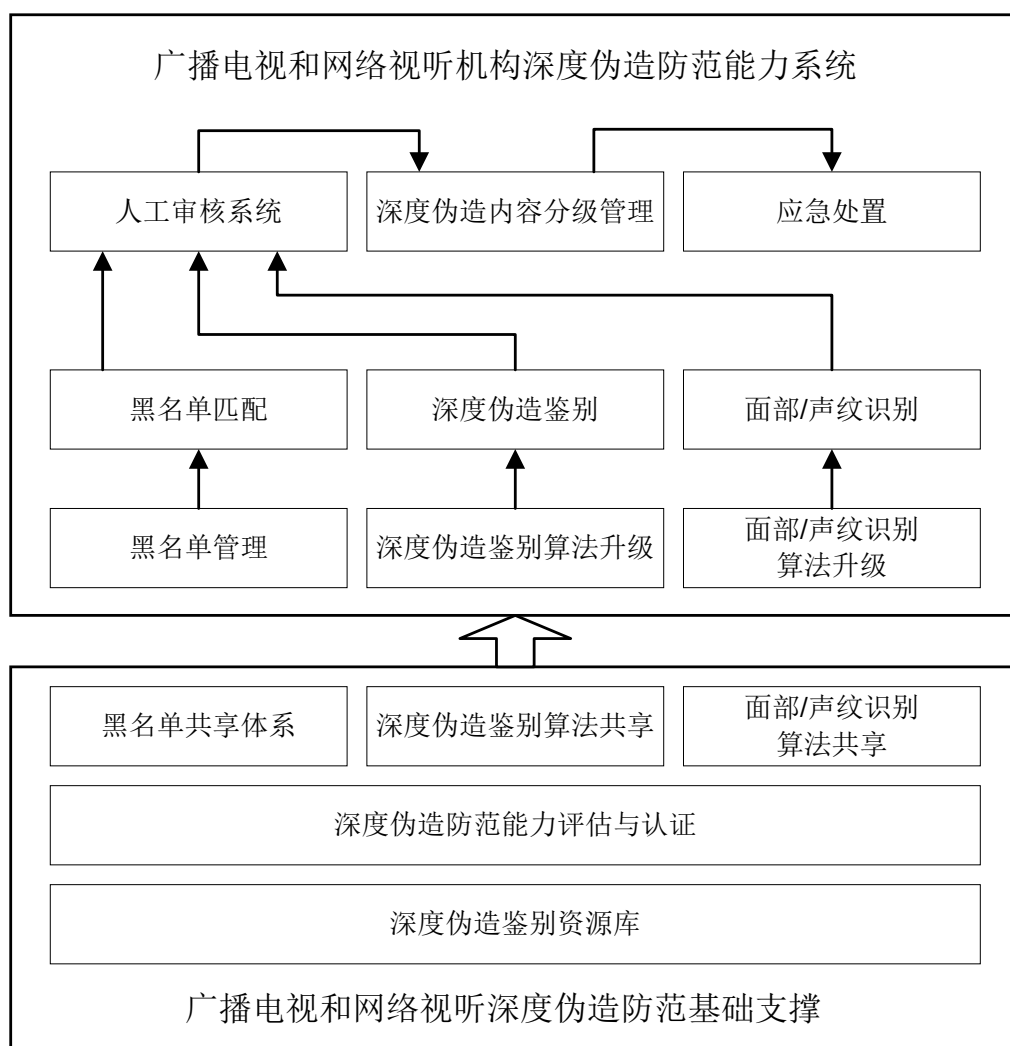 广播电视和网络视听机构深度伪造防范能力系统
人工审核系统
深度伪造内容分级管理
应急处置
黑名单匹配
深度伪造鉴别
面部/声纹识别
黑名单管理
深度伪造鉴别算法升级
面部/声纹识别
算法升级
黑名单共享体系
深度伪造鉴别算法共享
面部/声纹识别
算法共享
深度伪造防范能力评估与认证
深度伪造鉴别资源库
广播电视和网络视听深度伪造防范基础支撑